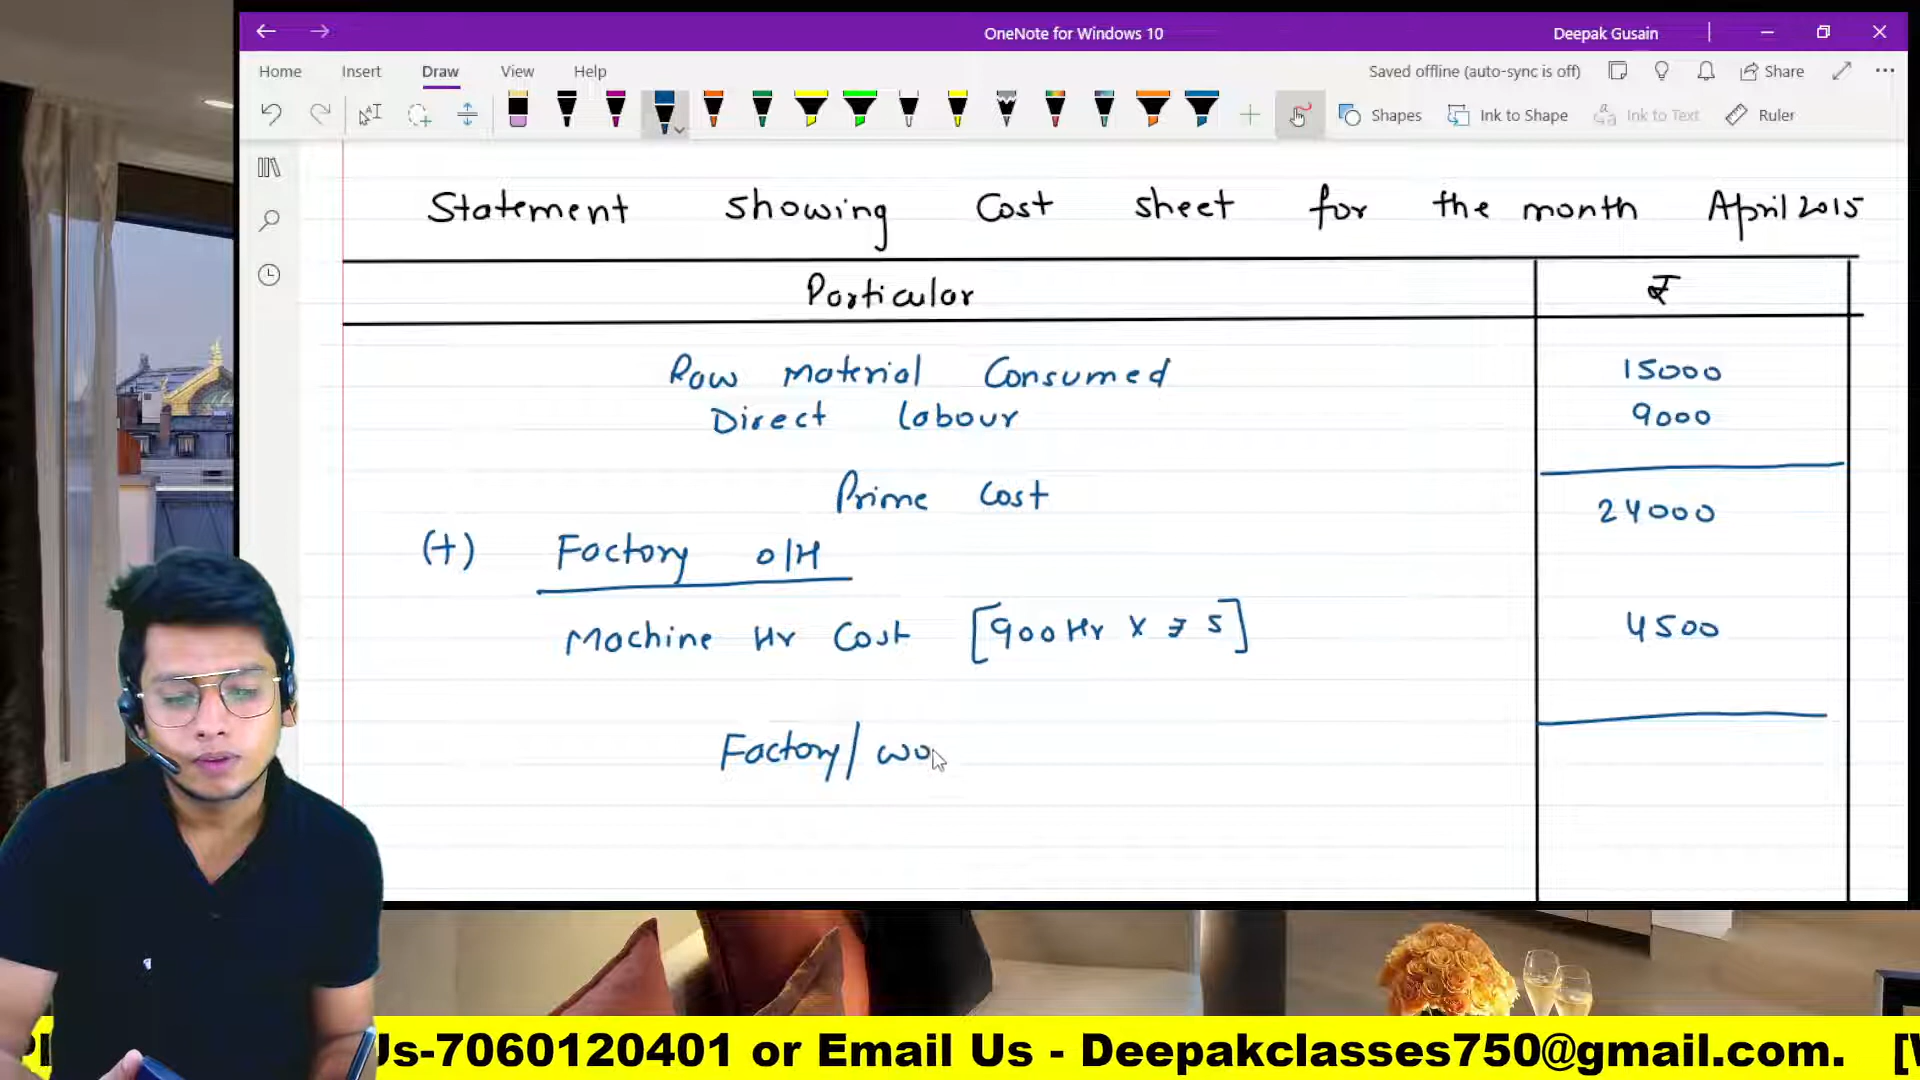 OneNote for Windows 10
Deepak Gusain
Home Insert Draw View Help
Saved offline (auto-sync is off)
Share
Shapes
Ink to Shape
Ink to Text
Ruler
Statement showing Cost sheet for the month April 2015
Particular ₹
Raw Material Consumed 15000
Direct labour 9000
Prime Cost 24000
(+) Factory O/H
Machine Hr Cost [900 Hr x ₹ 5] 4500
Factory/ wo
Us-7060120401 or Email Us - Deepakclasses750@gmail.com.